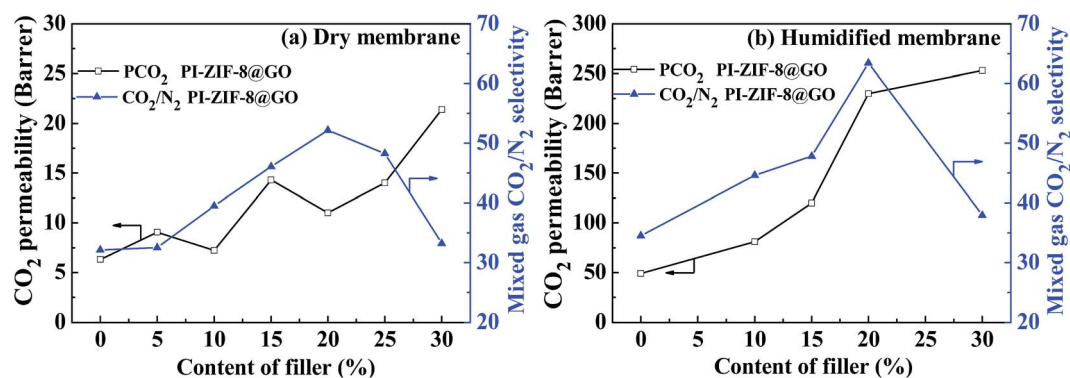 (a) Dry membrane
PCO₂ PI-ZIF-8@GO
CO₂/N₂ PI-ZIF-8@GO
CO₂ permeability (Barrer)
30
25
20
15
10
5
0
0 5 10 15 20 25 30
Content of filler (%)
70
60
50
40
30
20
Mixed gas CO₂/N₂ selectivity
(b) Humidified membrane
PCO₂ PI-ZIF-8@GO
CO₂/N₂ PI-ZIF-8@GO
CO₂ permeability (Barrer)
300
250
200
150
100
50
0
0 5 10 15 20 25 30
Content of filler (%)
70
60
50
40
30
20
Mixed gas CO₂/N₂ selectivity